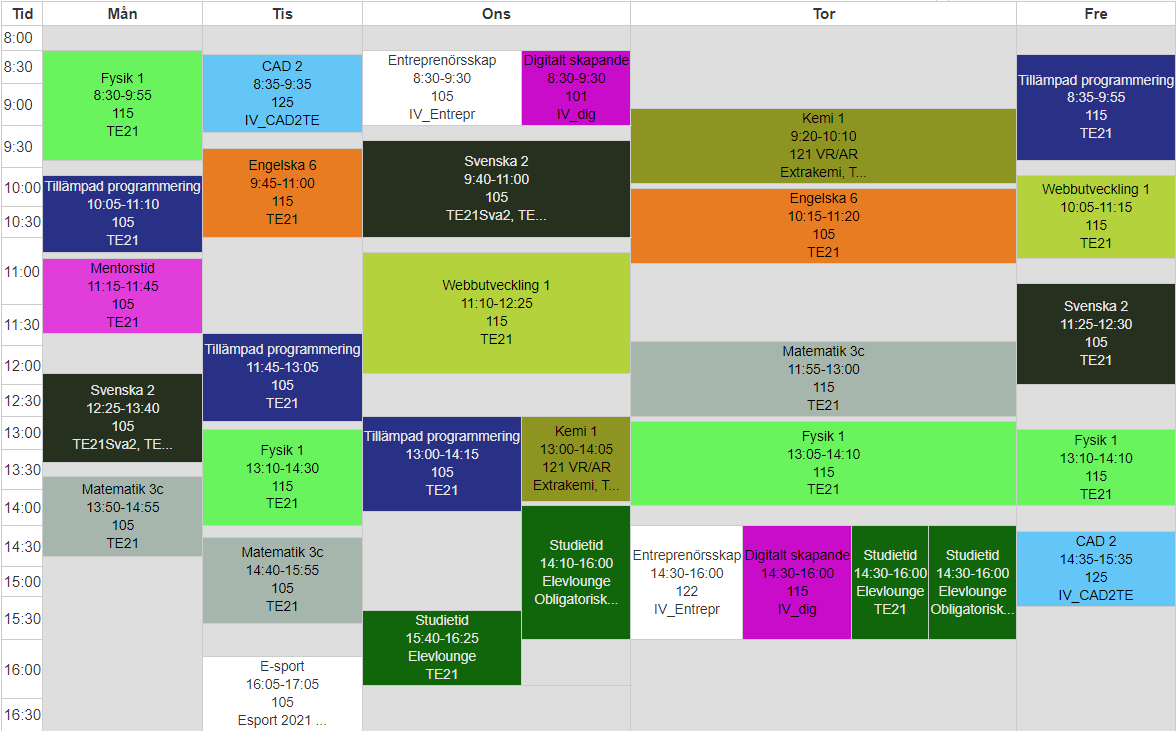 Tid
Mån
Tis
Ons
Tor
Fre
8:00
8:30
9:00
9:30
10:00
10:30
11:00
11:30
12:00
12:30
13:00
13:30
14:00
14:30
15:00
15:30
16:00
16:30
Fysik 1
8:30-9:55
115
TE21
Tillämpad programmering
10:05-11:10
105
TE21
Mentorstid
11:15-11:45
105
TE21
Svenska 2
12:25-13:40
105
TE21Sva2, TE...
Matematik 3c
13:50-14:55
105
TE21
CAD 2
8:35-9:35
125
IV_CAD2TE
Engelska 6
9:45-11:00
115
TE21
Tillämpad programmering
11:45-13:05
105
TE21
Fysik 1
13:10-14:30
115
TE21
Matematik 3c
14:40-15:55
105
TE21
E-sport
16:05-17:05
105
Esport 2021 ...
Entreprenörsskap
8:30-9:30
105
IV_Entrepr
Digitalt skapande
8:30-9:30
101
IV_dig
Svenska 2
9:40-11:00
105
TE21Sva2, TE...
Webbutveckling 1
11:10-12:25
115
TE21
Tillämpad programmering
13:00-14:15
105
TE21
Kemi 1
13:00-14:05
121 VR/AR
Extrakemi, T...
Studietid
14:10-16:00
Elevlounge
Obligatorisk...
Studietid
15:40-16:25
Elevlounge
TE21
Kemi 1
9:20-10:10
121 VR/AR
Extrakemi, T...
Engelska 6
10:15-11:20
105
TE21
Matematik 3c
11:55-13:00
115
TE21
Fysik 1
13:05-14:10
115
TE21
Entreprenörsskap
14:30-16:00
122
IV_Entrepr
Digitalt skapande
14:30-16:00
115
IV_dig
Studietid
14:30-16:00
Elevlounge
TE21
Studietid
14:30-16:00
Elevlounge
Obligatorisk...
Tillämpad programmering
8:35-9:55
115
TE21
Webbutveckling 1
10:05-11:15
115
TE21
Svenska 2
11:25-12:30
105
TE21
Fysik 1
13:10-14:10
115
TE21
CAD 2
14:35-15:35
125
IV_CAD2TE